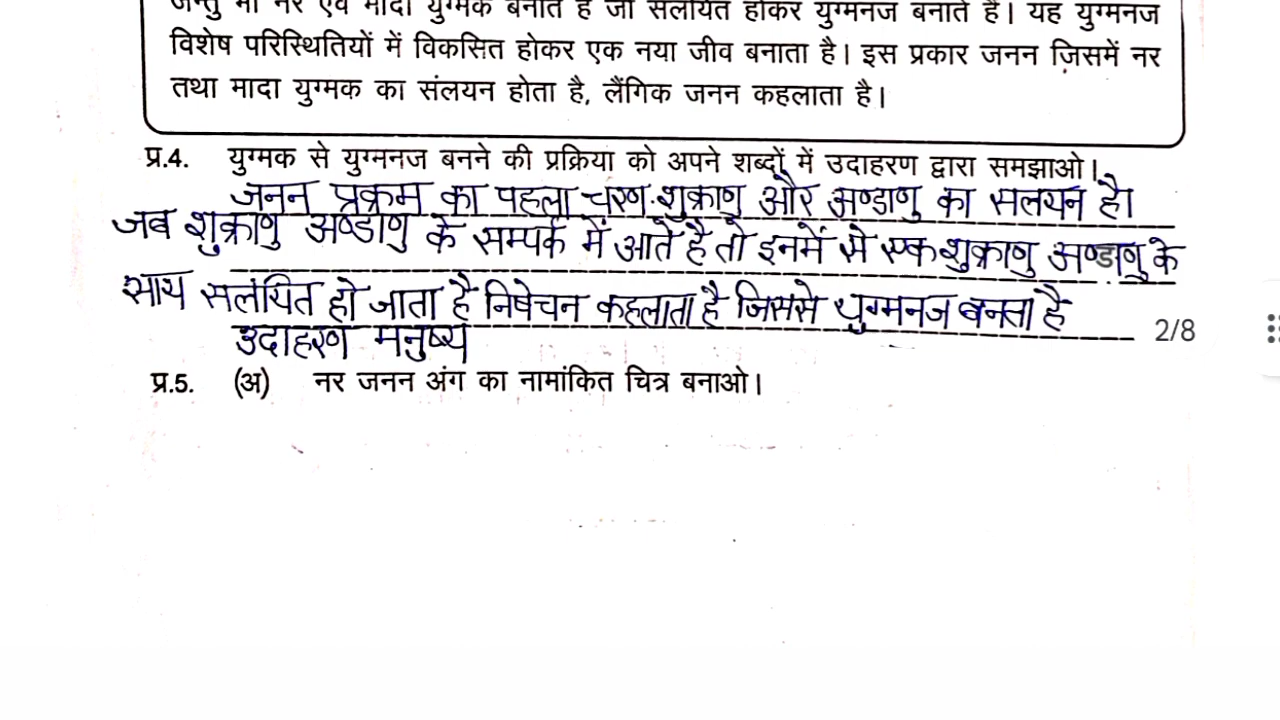 जन्तु भी नर एवं मादा युग्मक बनाते हैं जो संलयित होकर युग्मनज बनाते हैं। यह युग्मनज
विशेष परिस्थितियों में विकसित होकर एक नया जीव बनाता है। इस प्रकार जनन जिसमें नर
तथा मादा युग्मक का संलयन होता है, लैंगिक जनन कहलाता है।
प्र.4. युग्मक से युग्मनज बनने की प्रक्रिया को अपने शब्दों में उदाहरण द्वारा समझाओ।
जनन प्रक्रम का पहला चरण शुक्राणु और अण्डाणु का सलयन है।
जब शुक्राणु अण्डाणु के सम्पर्क में आते है तो इनमें से एक शुक्राणु अण्डाणु के
साथ सलंयित हो जाता है निषेचन कहलाता है जिससे युग्मनज बनता है
2/8
उदाहरण मनुष्य
प्र.5. (अ) नर जनन अंग का नामांकित चित्र बनाओ।